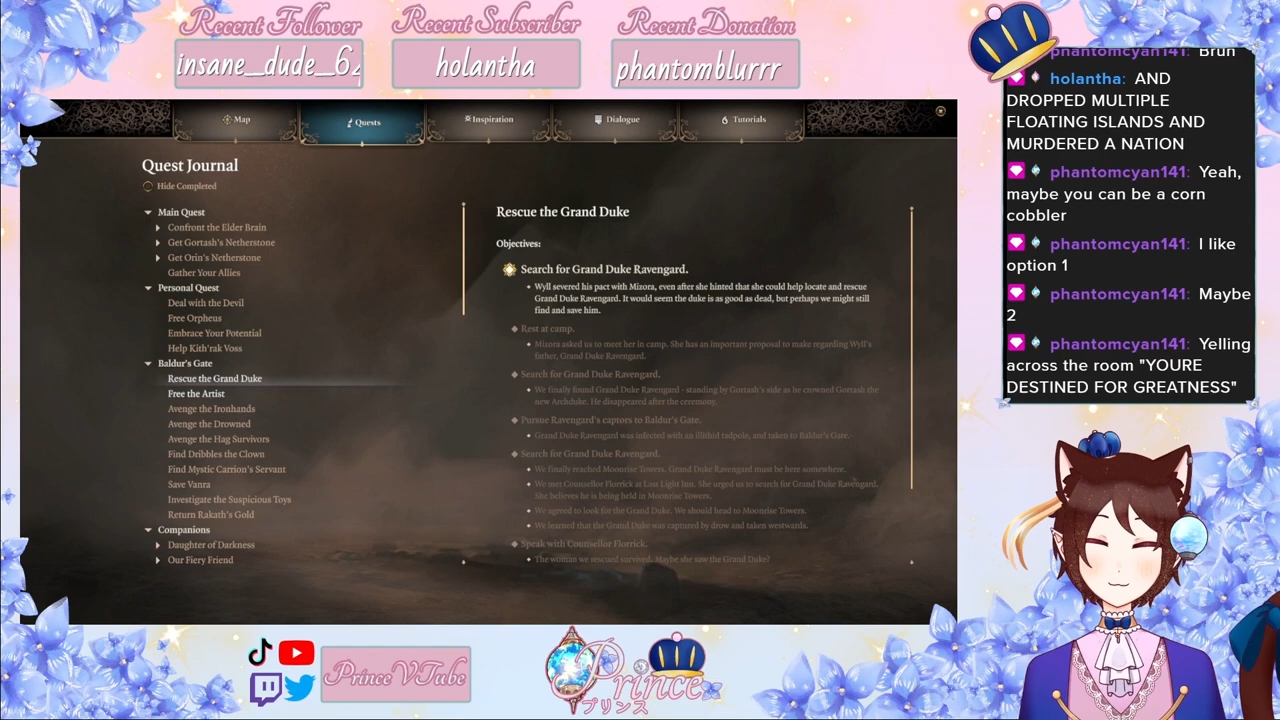 Recent Follower
insane_dude_64
Recent Subscriber
holantha
Recent Donation
phantomblurrr
Map
Quests
Inspiration
Dialogue
Tutorials
Quest Journal
Hide Completed
Main Quest
Confront the Elder Brain
Get Gortash's Netherstone
Get Orin's Netherstone
Gather Your Allies
Personal Quest
Deal with the Devil
Free Orpheus
Embrace Your Potential
Help Kith'rak Voss
Baldur's Gate
Rescue the Grand Duke
Free the Artist
Avenge the Ironhands
Avenge the Drowned
Avenge the Hag Survivors
Find Dribbles the Clown
Find Mystic Carrion's Servant
Save Vanra
Investigate the Suspicious Toys
Return Rakath's Gold
Companions
Daughter of Darkness
Our Fiery Friend
Rescue the Grand Duke
Objectives:
Search for Grand Duke Ravengard.
Wyll severed his pact with Mizora, even after she hinted that she could help locate and rescue
Grand Duke Ravengard. It would seem the duke is as good as dead, but perhaps we might still
find and save him.
Rest at camp.
Mizora asked us to meet her in camp. She has an important proposal to make regarding Wyll's
father, Grand Duke Ravengard.
Search for Grand Duke Ravengard.
We finally found Grand Duke Ravengard - standing by Gortash's side as he crowned Gortash the
new Archduke. He disappeared after the ceremony.
Pursue Ravengard's captors to Baldur's Gate.
Grand Duke Ravengard was infected with an illithid tadpole, and taken to Baldur's Gate.
Search for Grand Duke Ravengard.
We finally reached Moonrise Towers. Grand Duke Ravengard must be here somewhere.
We met Counsellor Florrick at Last Light Inn. She urged us to search for Grand Duke Ravengard.
She believes he is being held in Moonrise Towers.
We agreed to look for the Grand Duke. We should head to Moonrise Towers.
We learned that the Grand Duke was captured by drow and taken westwards.
Speak with Counsellor Florrick.
The woman we rescued survived. Maybe she saw the Grand Duke?
phantomcyan141: Bruh
holantha: AND
DROPPED MULTIPLE
FLOATING ISLANDS AND
MURDERED A NATION
phantomcyan141: Yeah,
maybe you can be a corn
cobbler
phantomcyan141: I like
option 1
phantomcyan141: Maybe
2
phantomcyan141: Yelling
across the room "YOURE
DESTINED FOR GREATNESS"
Prince VTube
Prince
プリンス